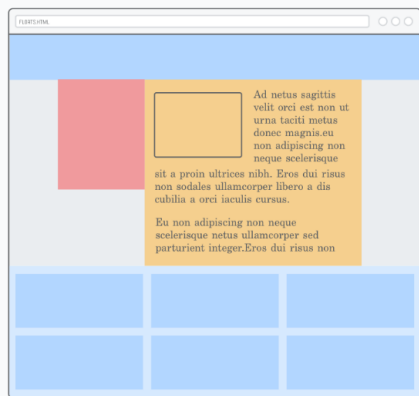 FLOATS.HTML
Ad netus sagittis
velit orci est non ut
urna taciti metus
donec magnis.eu
non adipiscing non
neque scelerisque
sit a proin ultrices nibh. Eros dui risus
non sodales ullamcorper libero a dis
cubilia a orci iaculis cursus.
Eu non adipiscing non neque
scelerisque netus ullamcorper sed
parturient integer.Eros dui risus non